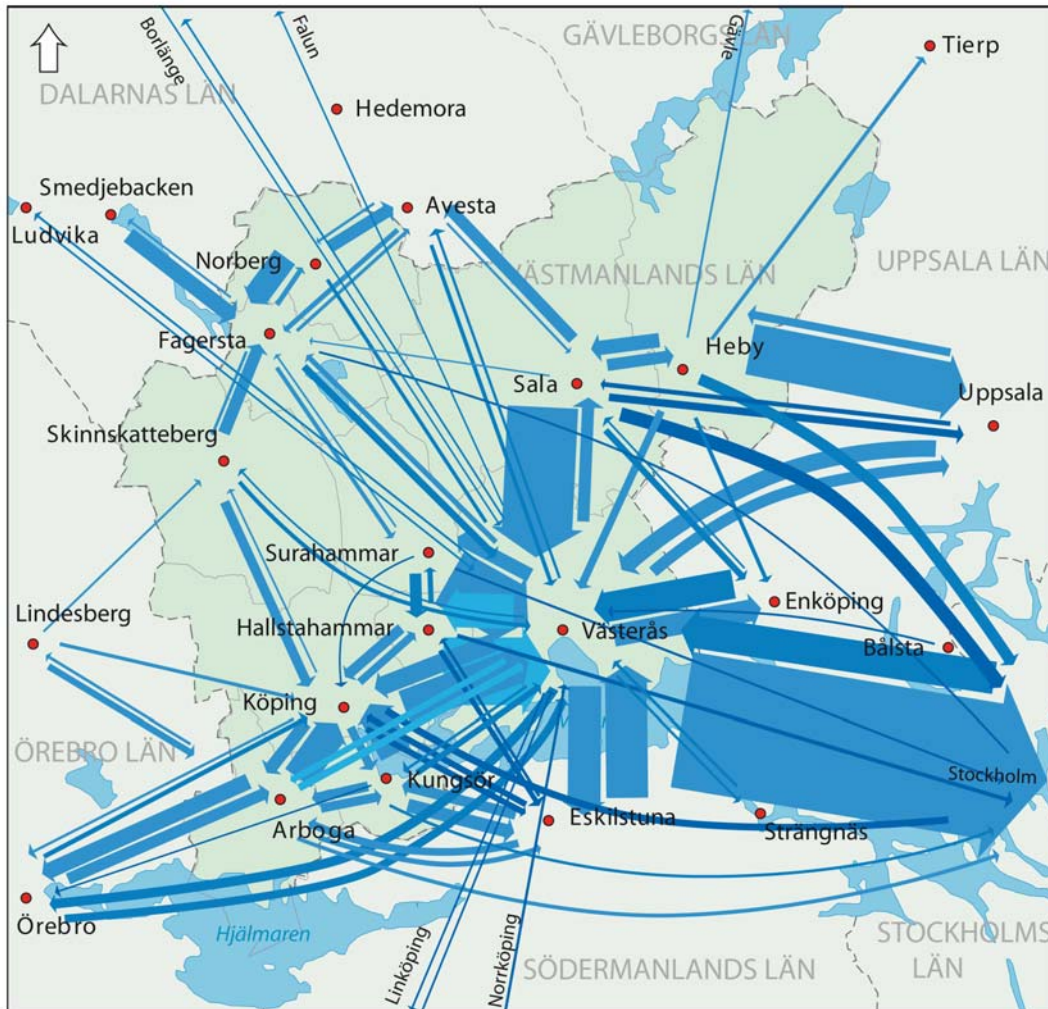 Borlänge
Falun
GÄVLEBORGS LÄN
Gävle
Tierp
DALARNAS LÄN
Hedemora
Smedjebacken
Ludvika
Avesta
Norberg
VÄSTMANLANDS LÄN
UPPSALA LÄN
Fagersta
Heby
Sala
Uppsala
Skinnskatteberg
Surahammar
Enköping
Lindesberg
Hallstahammar
Västerås
Bålsta
Köping
ÖREBRO LÄN
Kungsör
Stockholm
Arboga
Eskilstuna
Strängnäs
Örebro
Hjälmaren
Linköping
Norrköping
SÖDERMANLANDS LÄN
STOCKHOLMS
LÄN